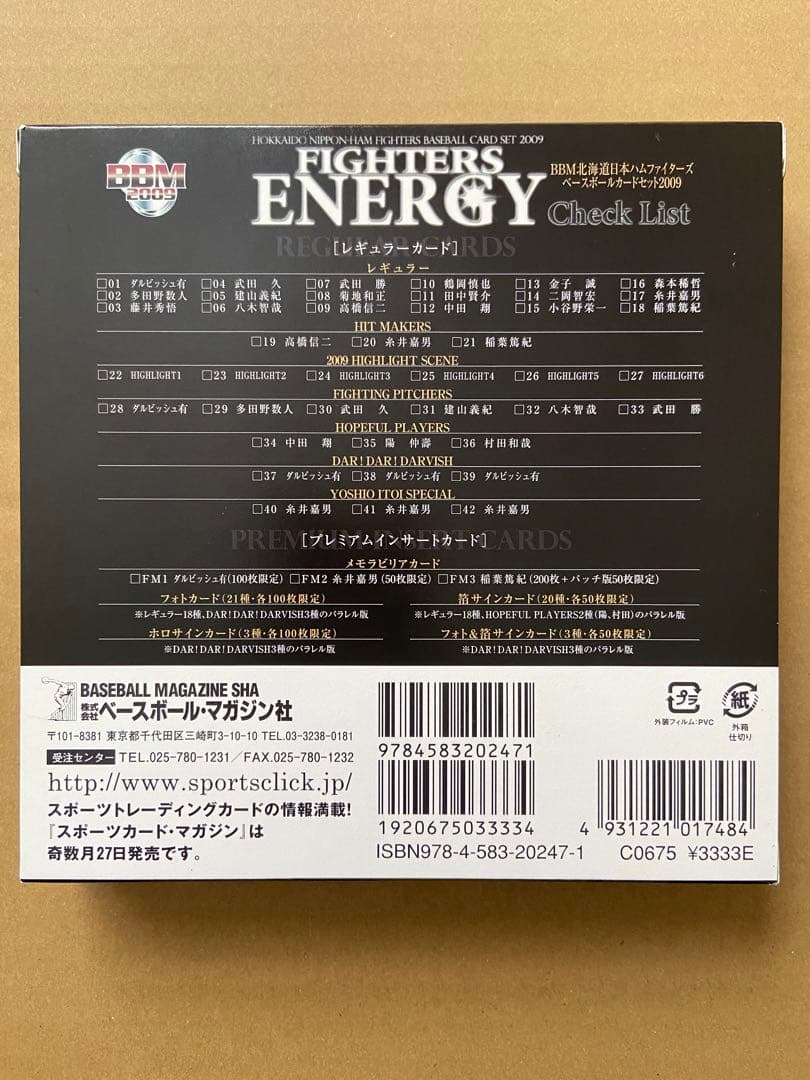 HOKKAIDO NIPPON-HAM FIGHTERS BASEBALL CARD SET 2009
BBM
2009
FIGHTERS
ENERGY
BBM北海道日本ハムファイターズ
ベースボールカードセット2009
Check List
REGULAR CARDS
[レギュラーカード]
レギュラー
□01 ダルビッシュ有 □04 武田 久 □07 武田 勝 □10 鶴岡慎也 □13 金子 誠 □16 森本稀哲
□02 多田野数人 □05 建山義紀 □08 菊地和正 □11 田中賢介 □14 二岡智宏 □17 糸井嘉男
□03 藤井秀悟 □06 八木智哉 □09 高橋信二 □12 中田 翔 □15 小谷野栄一 □18 稲葉篤紀
HIT MAKERS
□19 高橋信二 □20 糸井嘉男 □21 稲葉篤紀
2009 HIGHLIGHT SCENE
□22 HIGHLIGHT1 □23 HIGHLIGHT2 □24 HIGHLIGHT3 □25 HIGHLIGHT4 □26 HIGHLIGHT5 □27 HIGHLIGHT6
FIGHTING PITCHERS
□28 ダルビッシュ有 □29 多田野数人 □30 武田 久 □31 建山義紀 □32 八木智哉 □33 武田 勝
HOPEFUL PLAYERS
□34 中田 翔 □35 陽 仲壽 □36 村田和哉
DAR! DAR! DARVISH
□37 ダルビッシュ有 □38 ダルビッシュ有 □39 ダルビッシュ有
YOSHIO ITOI SPECIAL
□40 糸井嘉男 □41 糸井嘉男 □42 糸井嘉男
PREMIUM INSERT CARDS
[プレミアムインサートカード]
メモラビリアカード
□FM1 ダルビッシュ有(100枚限定) □FM2 糸井嘉男(50枚限定) □FM3 稲葉篤紀(200枚+パッチ版50枚限定)
フォトカード(21種・各100枚限定) 箔サインカード(20種・各50枚限定)
※レギュラー18種、DAR! DAR! DARVISH3種のパラレル版 ※レギュラー18種、HOPEFUL PLAYERS2種(陽、村田)のパラレル版
ホロサインカード(3種・各100枚限定) フォト&箔サインカード(3種・各50枚限定)
※DAR! DAR! DARVISH3種のパラレル版 ※DAR! DAR! DARVISH3種のパラレル版
BASEBALL MAGAZINE SHA
株式会社ベースボール・マガジン社
〒101-8381 東京都千代田区三崎町3-10-10 TEL.03-3238-0181
受注センター TEL.025-780-1231/FAX.025-780-1232
http://www.sportsclick.jp/
スポーツトレーディングカードの情報満載!
『スポーツカード・マガジン』は
奇数月27日発売です。
9784583202471
1920675033334
ISBN978-4-583-20247-1
プラ
外装フィルム:PVC
紙
外箱
仕切り
4 931221 017484
C0675 ¥3333E